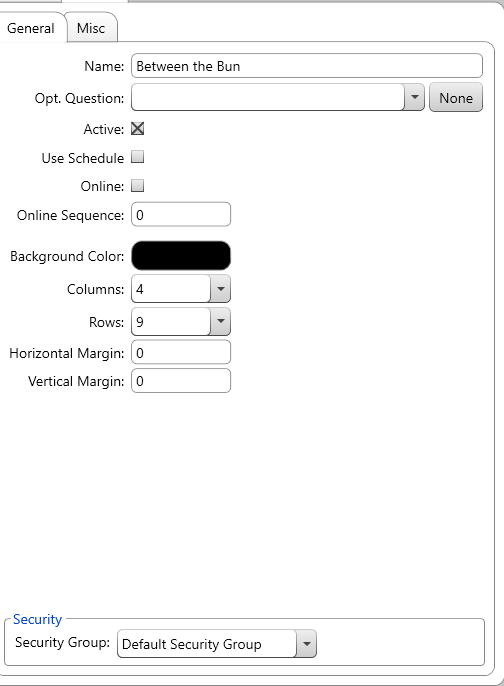 General Misc
Name: Between the Bun
Opt. Question: None
Active:
Use Schedule
Online:
Online Sequence: 0
Background Color:
Columns: 4
Rows: 9
Horizontal Margin: 0
Vertical Margin: 0
Security
Security Group: Default Security Group